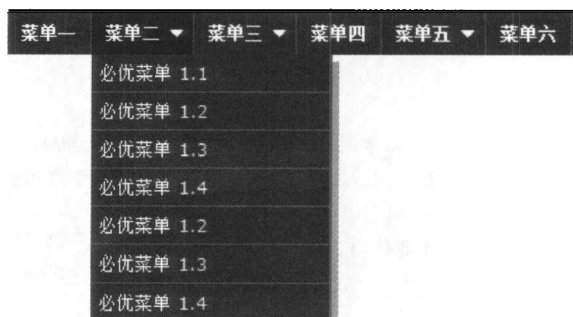 菜单一 菜单二 ▼ 菜单三 ▼ 菜单四 菜单五 ▼ 菜单六
必优菜单 1.1
必优菜单 1.2
必优菜单 1.3
必优菜单 1.4
必优菜单 1.2
必优菜单 1.3
必优菜单 1.4